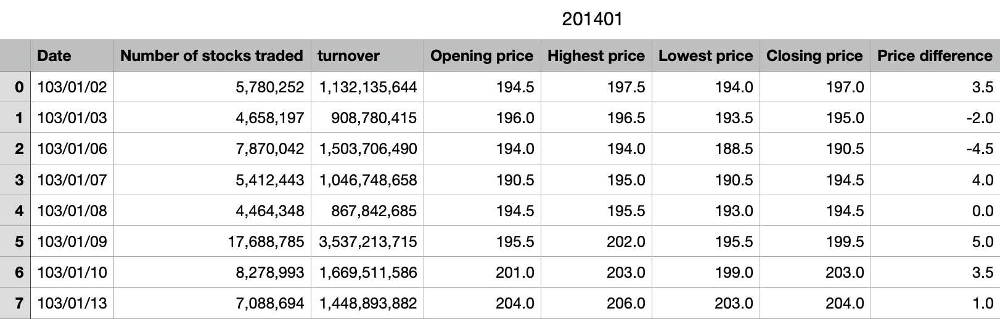 201401
Date Number of stocks traded turnover Opening price Highest price Lowest price Closing price Price difference
0 103/01/02 5,780,252 1,132,135,644 194.5 197.5 194.0 197.0 3.5
1 103/01/03 4,658,197 908,780,415 196.0 196.5 193.5 195.0 -2.0
2 103/01/06 7,870,042 1,503,706,490 194.0 194.0 188.5 190.5 -4.5
3 103/01/07 5,412,443 1,046,748,658 190.5 195.0 190.5 194.5 4.0
4 103/01/08 4,464,348 867,842,685 194.5 195.5 193.0 194.5 0.0
5 103/01/09 17,688,785 3,537,213,715 195.5 202.0 195.5 199.5 5.0
6 103/01/10 8,278,993 1,669,511,586 201.0 203.0 199.0 203.0 3.5
7 103/01/13 7,088,694 1,448,893,882 204.0 206.0 203.0 204.0 1.0